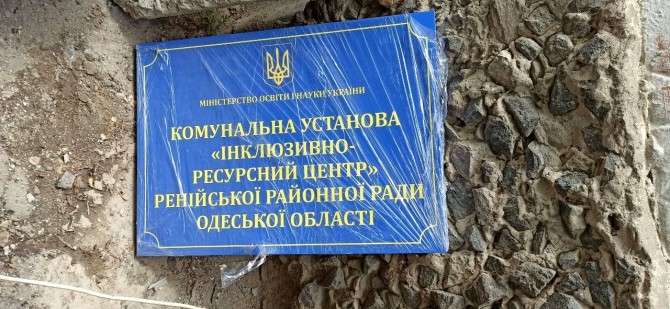 МІНІСТЕРСТВО ОСВІТИ І НАУКИ УКРАЇНИ
КОМУНАЛЬНА УСТАНОВА
«ІНКЛЮЗИВНО-
РЕСУРСНИЙ ЦЕНТР»
РЕНІЙСЬКОЇ РАЙОННОЇ РАДИ
ОДЕСЬКОЇ ОБЛАСТІ